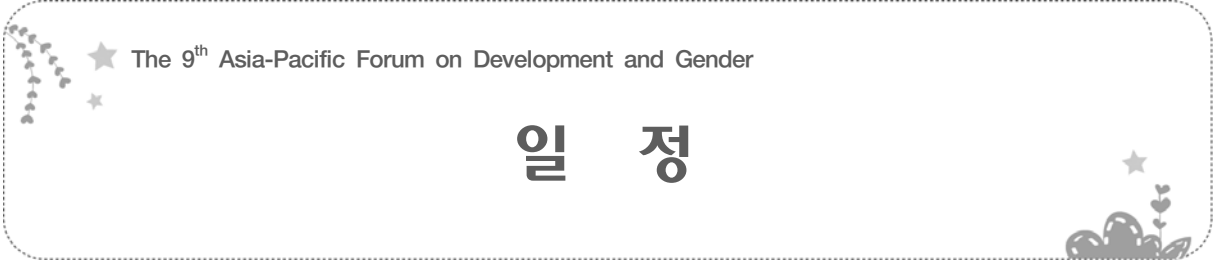 The 9th Asia-Pacific Forum on Development and Gender
일 정